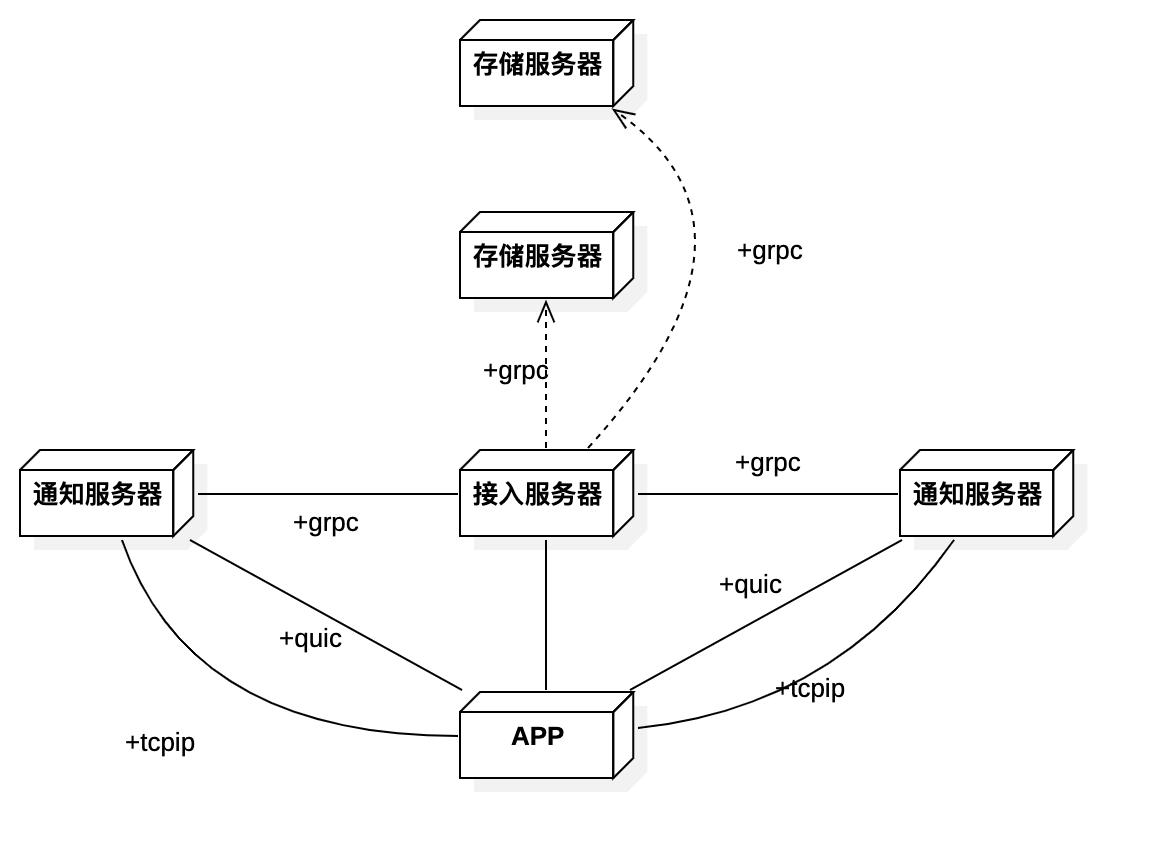 存储服务器
存储服务器
+grpc
+grpc
+grpc
通知服务器
接入服务器
通知服务器
+grpc
+quic
+quic
+tcpip
APP
+tcpip